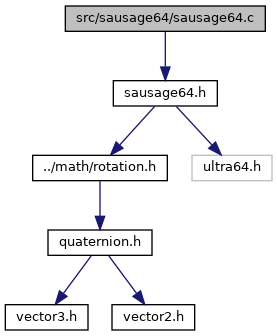 src/sausage64/sausage64.c
sausage64.h
../math/rotation.h
ultra64.h
quaternion.h
vector3.h
vector2.h